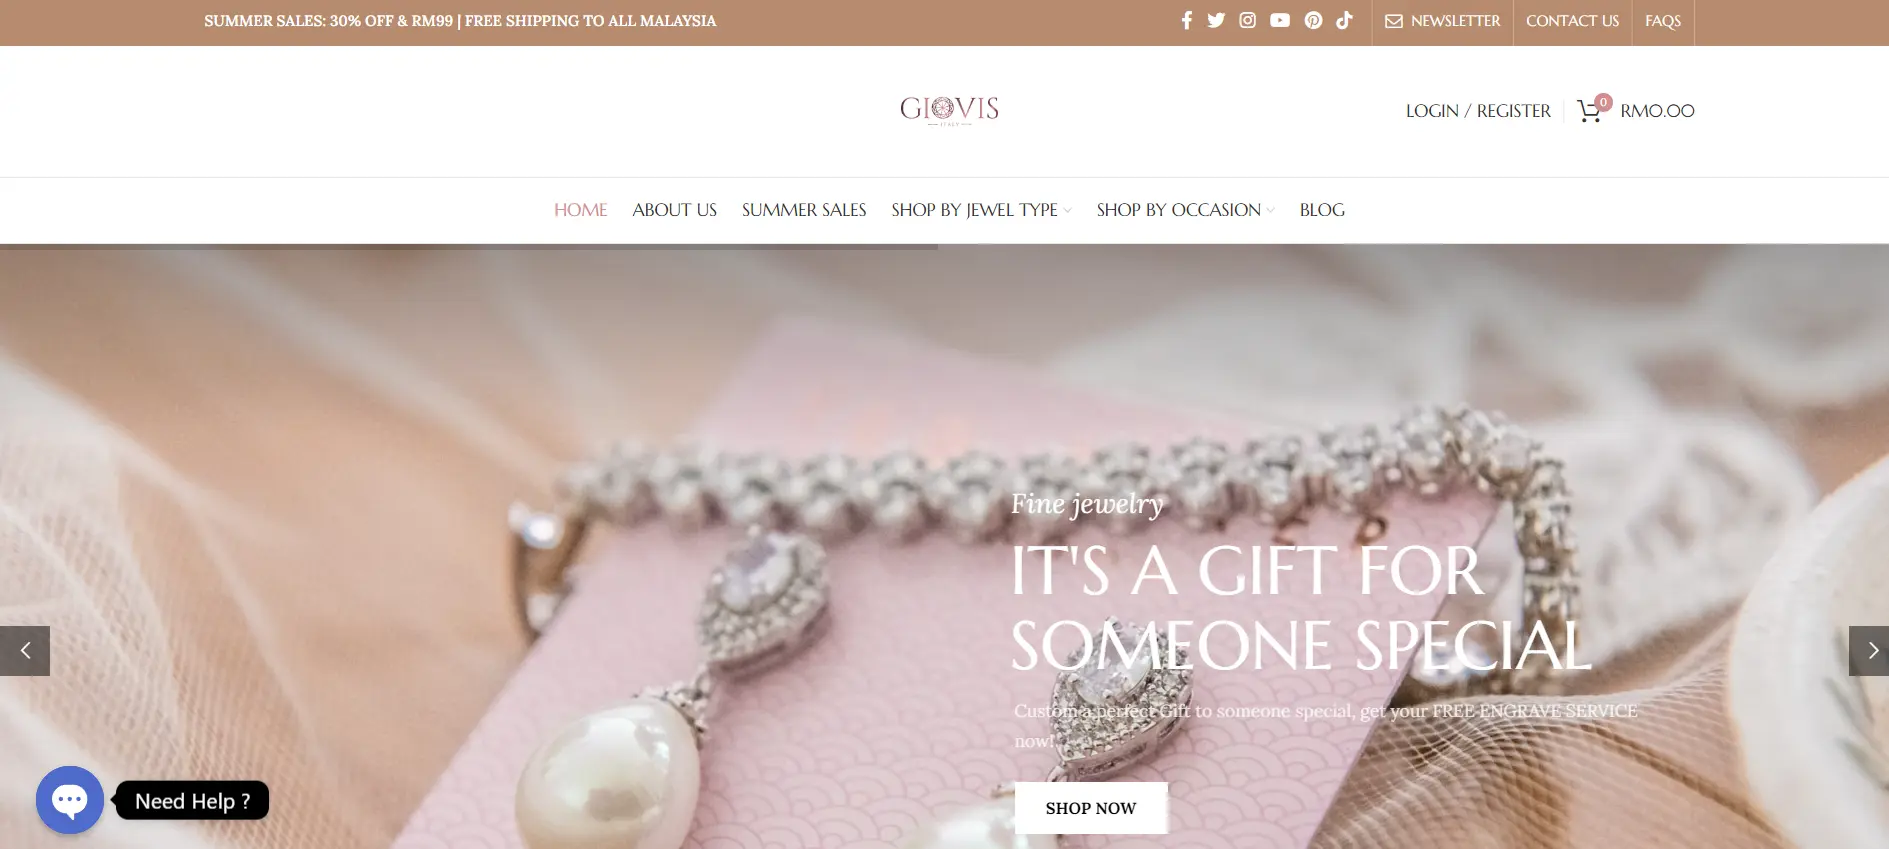 SUMMER SALES: 30% OFF & RM99 | FREE SHIPPING TO ALL MALAYSIA
NEWSLETTER
CONTACT US
FAQS
GIOVIS
ITALY
LOGIN / REGISTER
0
RM0.00
HOME
ABOUT US
SUMMER SALES
SHOP BY JEWEL TYPE
SHOP BY OCCASION
BLOG
Fine jewelry
IT'S A GIFT FOR
SOMEONE SPECIAL
Custom a perfect Gift to someone special, get your FREE ENGRAVE SERVICE
now!
SHOP NOW
Need Help ?